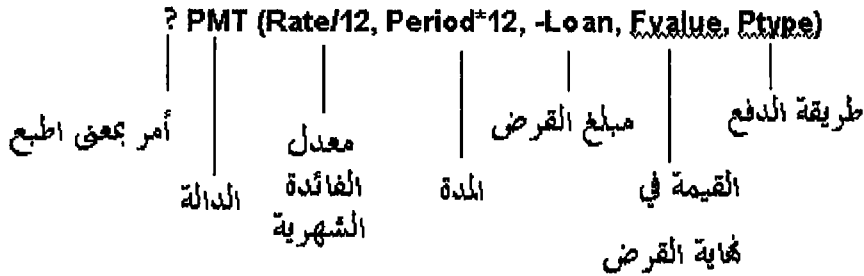 ? PMT (Rate/12, Period*12, -Loan, Fvalue, Ptype)
أمر بمعنى اطبع
الدالة
معدل
الفائدة
الشهرية
المدة
مبلغ القرض
القيمة في
نهاية القرض
طريقة الدفع